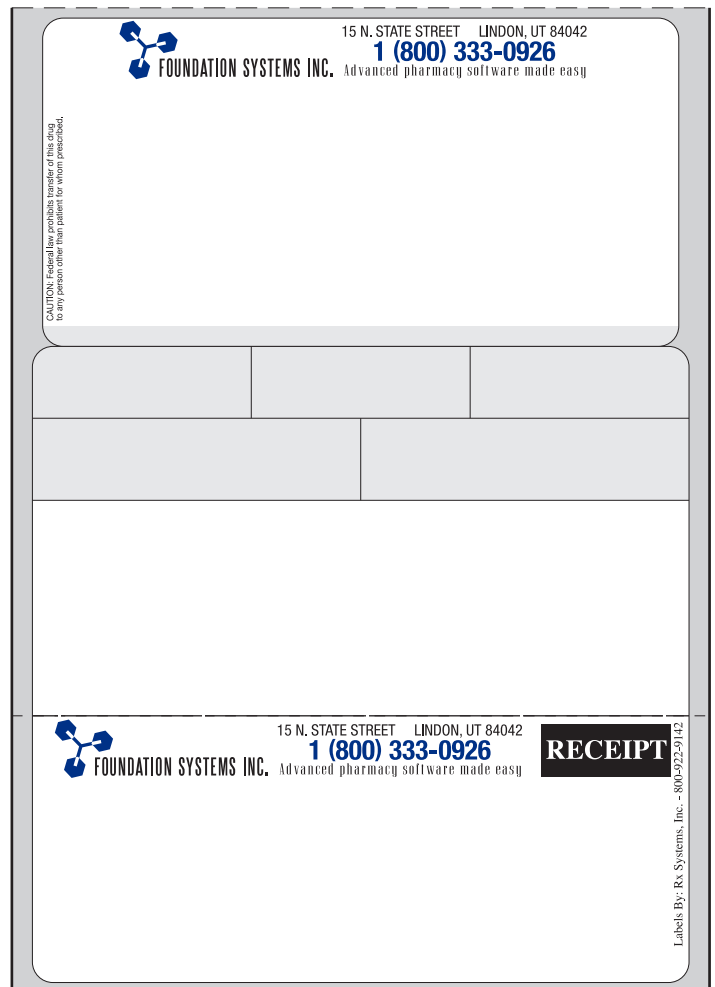 15 N. STATE STREET LINDON, UT 84042
1 (800) 333-0926
FOUNDATION SYSTEMS INC.
Advanced pharmacy software made easy
CAUTION: Federal law prohibits transfer of this drug
to any person other than patient for whom prescribed.
15 N. STATE STREET LINDON, UT 84042
1 (800) 333-0926
FOUNDATION SYSTEMS INC.
Advanced pharmacy software made easy
RECEIPT
Labels By: Rx Systems, Inc. - 800-922-9142